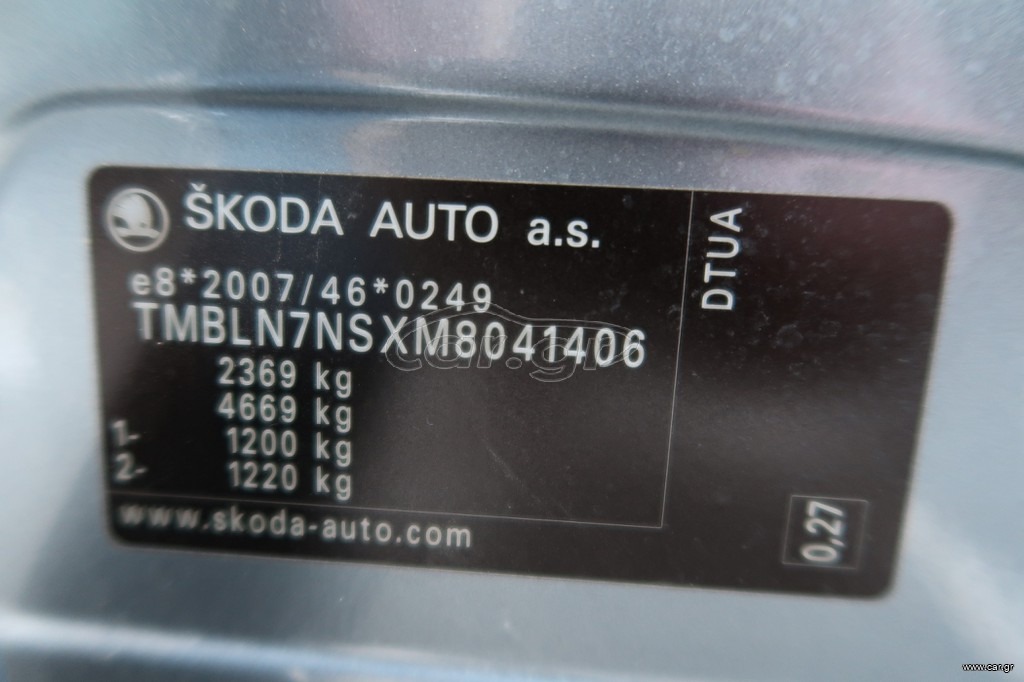 ŠKODA AUTO a.s.
e8*2007/46*0249
TMBLN7NSXM8041406
2369 kg
4669 kg
1- 1200 kg
2- 1220 kg
www.skoda-auto.com
DTUA
0,27
car.gr
www.car.gr